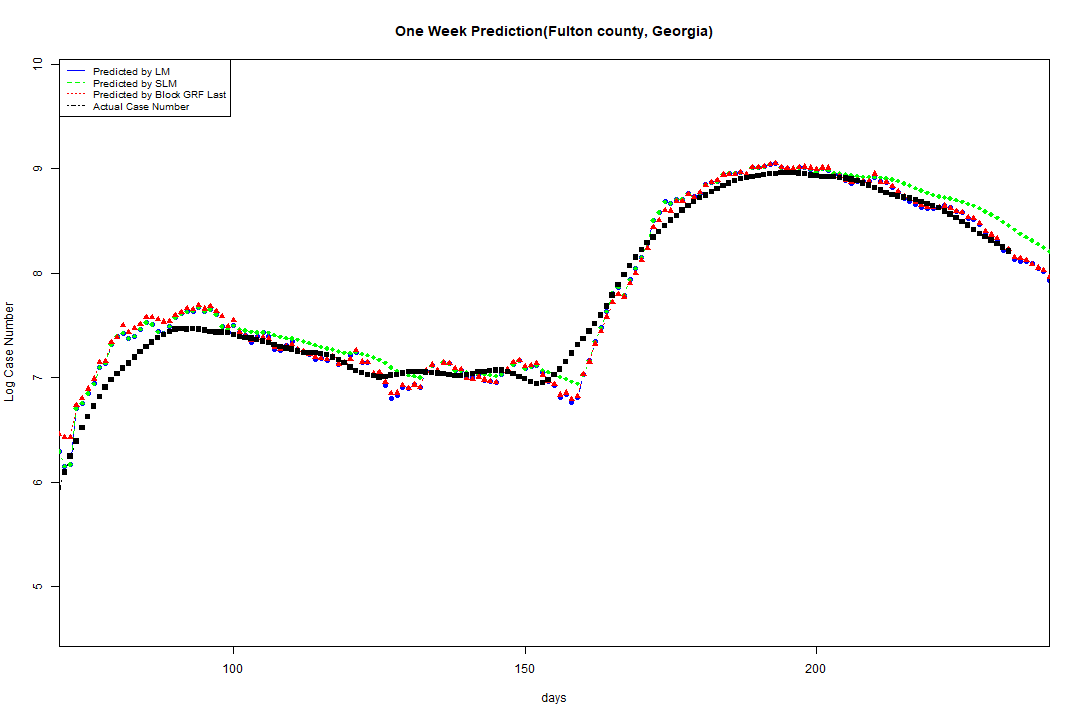 One Week Prediction(Fulton county, Georgia)
Predicted by LM
Predicted by SLM
Predicted by Block GRF Last
Actual Case Number
10
9
8
7
6
5
Log Case Number
100 150 200
days